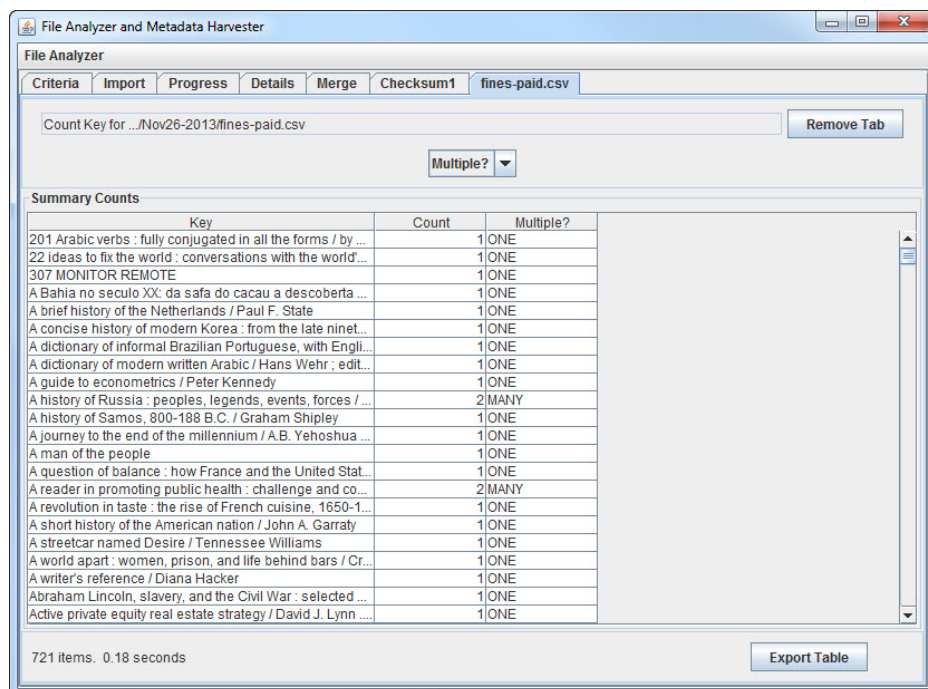 File Analyzer and Metadata Harvester
File Analyzer
Criteria Import Progress Details Merge Checksum1 fines-paid.csv
Count Key for .../Nov26-2013/fines-paid.csv Remove Tab
Multiple?
Summary Counts
Key Count Multiple?
201 Arabic verbs : fully conjugated in all the forms / by ... 1 ONE
22 ideas to fix the world : conversations with the world'... 1 ONE
307 MONITOR REMOTE 1 ONE
A Bahia no seculo XX: da safa do cacau a descoberta ... 1 ONE
A brief history of the Netherlands / Paul F. State 1 ONE
A concise history of modern Korea : from the late ninet... 1 ONE
A dictionary of informal Brazilian Portuguese, with Engli... 1 ONE
A dictionary of modern written Arabic / Hans Wehr ; edit... 1 ONE
A guide to econometrics / Peter Kennedy 1 ONE
A history of Russia : peoples, legends, events, forces / ... 2 MANY
A history of Samos, 800-188 B.C. / Graham Shipley 1 ONE
A journey to the end of the millennium / A.B. Yehoshua ... 1 ONE
A man of the people 1 ONE
A question of balance : how France and the United Stat... 1 ONE
A reader in promoting public health : challenge and co... 2 MANY
A revolution in taste : the rise of French cuisine, 1650-1... 1 ONE
A short history of the American nation / John A. Garraty 1 ONE
A streetcar named Desire / Tennessee Williams 1 ONE
A world apart : women, prison, and life behind bars / Cr... 1 ONE
A writer's reference / Diana Hacker 1 ONE
Abraham Lincoln, slavery, and the Civil War : selected ... 1 ONE
Active private equity real estate strategy / David J. Lynn .... 1 ONE
721 items. 0.18 seconds Export Table